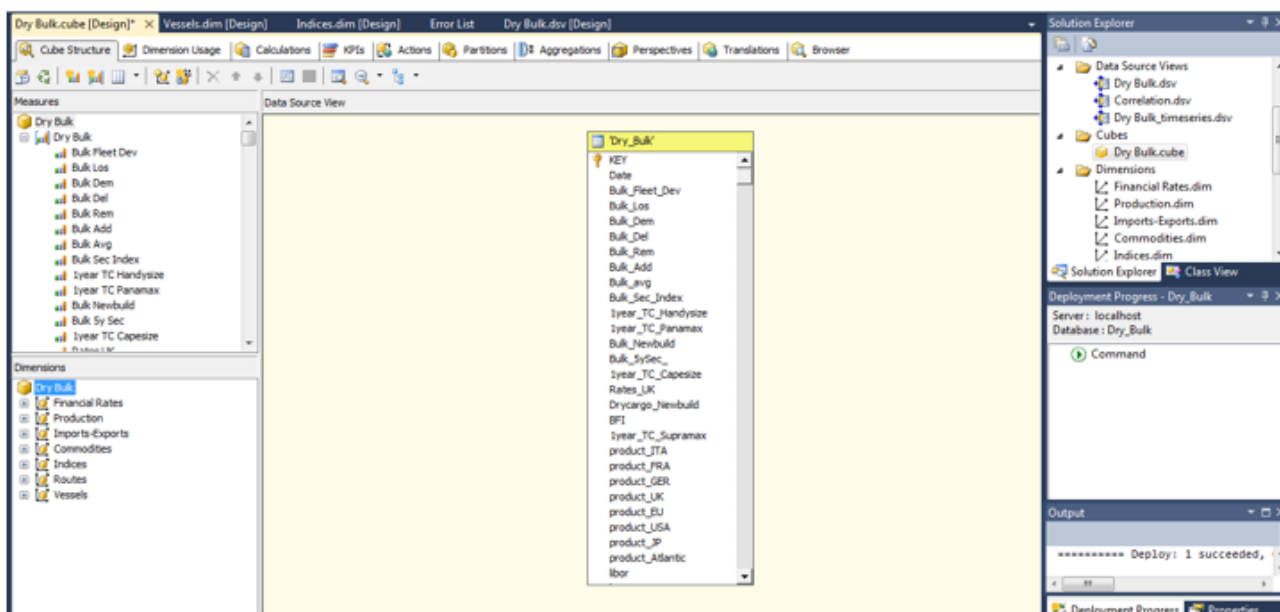 Dry Bulk.cube [Design]* × Vessels.dim [Design] Indices.dim [Design] Error List Dry Bulk.dsv [Design]
Cube Structure Dimension Usage Calculations KPIs Actions Partitions Aggregations Perspectives Translations Browser
Measures
Dry Bulk
Dry Bulk
Bulk Fleet Dev
Bulk Los
Bulk Dem
Bulk Del
Bulk Rem
Bulk Add
Bulk Avg
Bulk Sec Index
1year TC Handysize
1year TC Panamax
Bulk Newbuild
Bulk 5y Sec
1year TC Capesize
Rates UK
Dimensions
Dry Bulk
Financial Rates
Production
Imports-Exports
Commodities
Indices
Routes
Vessels
Data Source View
'Dry_Bulk'
KEY
Date
Bulk_Fleet_Dev
Bulk_Los
Bulk_Dem
Bulk_Del
Bulk_Rem
Bulk_Add
Bulk_avg
Bulk_Sec_Index
1year_TC_Handysize
1year_TC_Panamax
Bulk_Newbuild
Bulk_5ySec_
1year_TC_Capesize
Rates_UK
Drycargo_Newbuild
BFI
1year_TC_Supramax
product_ITA
product_FRA
product_GER
product_UK
product_EU
product_USA
product_JP
product_Atlantic
libor
Solution Explorer
Data Source Views
Dry Bulk.dsv
Correlation.dsv
Dry Bulk_timeseries.dsv
Cubes
Dry Bulk.cube
Dimensions
Financial Rates.dim
Production.dim
Imports-Exports.dim
Commodities.dim
Indices.dim
Solution Explorer Class View
Deployment Progress - Dry_Bulk
Server : localhost
Database : Dry_Bulk
Command
Output
========== Deploy: 1 succeeded,
Deployment Progress Properties